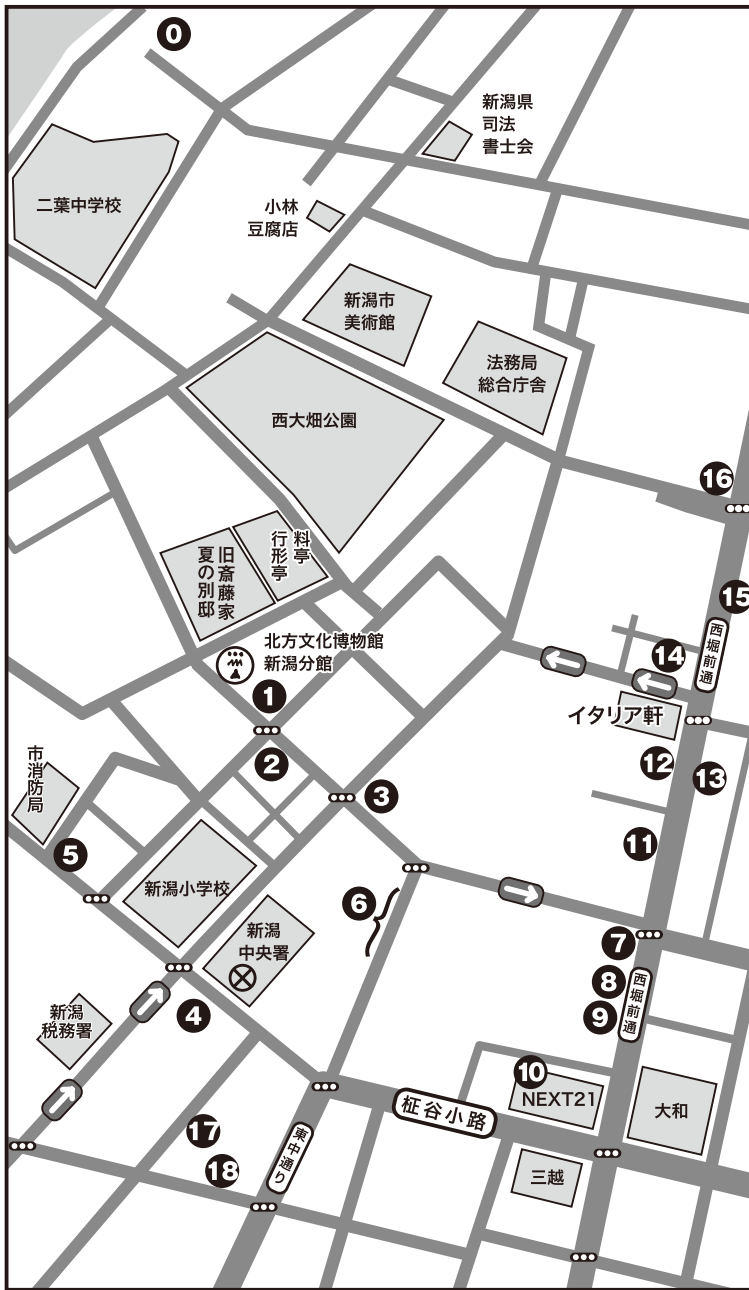 0
新潟県
司法
書士会
二葉中学校
小林
豆腐店
新潟市
美術館
法務局
総合庁舎
西大畑公園
16
料亭
行形亭
旧斎藤家
夏の別邸
15
西堀前通
北方文化博物館
新潟分館
14
1
イタリア軒
2
12
13
市消防局
3
11
5
新潟小学校
6
新潟
中央署
7
8
西堀前通
9
4
新潟
税務署
10
NEXT21
大和
柾谷小路
17
東中通り
18
三越